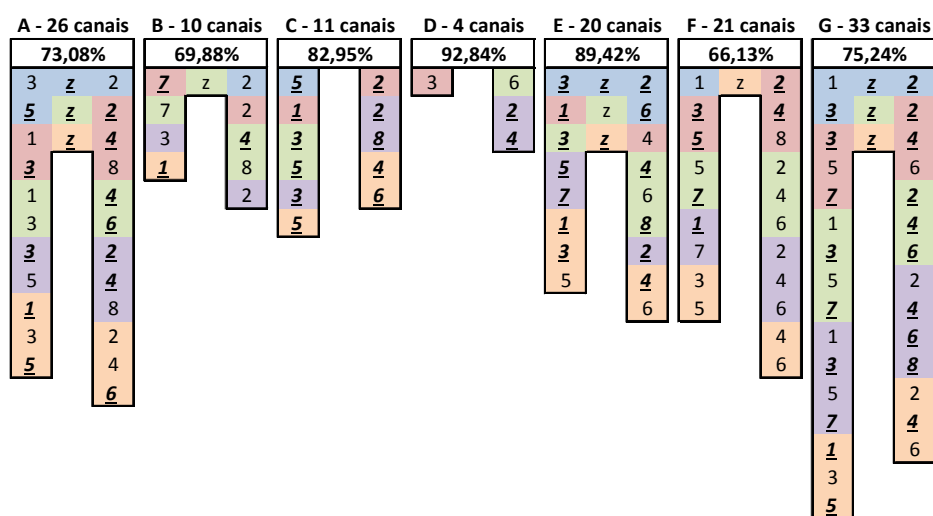 A - 26 canais B - 10 canais C - 11 canais D - 4 canais E - 20 canais F - 21 canais G - 33 canais
73,08% 69,88% 82,95% 92,84% 89,42% 66,13% 75,24%
3 z 2 7 z 2 5 2 3 6 3 z 2 1 z 2 1 z 2
5 z 2 7 2 1 2 2 1 z 6 3 4 3 z 2
1 z 4 3 4 3 8 4 3 z 4 5 8 3 z 4
3 8 1 8 5 4 5 4 5 2 5 6
1 4 2 3 6 7 6 7 4 7 2
3 6 5 1 8 1 6 1 4
3 2 3 2 7 2 3 6
5 4 5 4 3 4 5 2
1 8 6 5 6 7 4
3 2 4 1 6
5 4 6 3 8
6 5 2
7 4
1 6
3
5